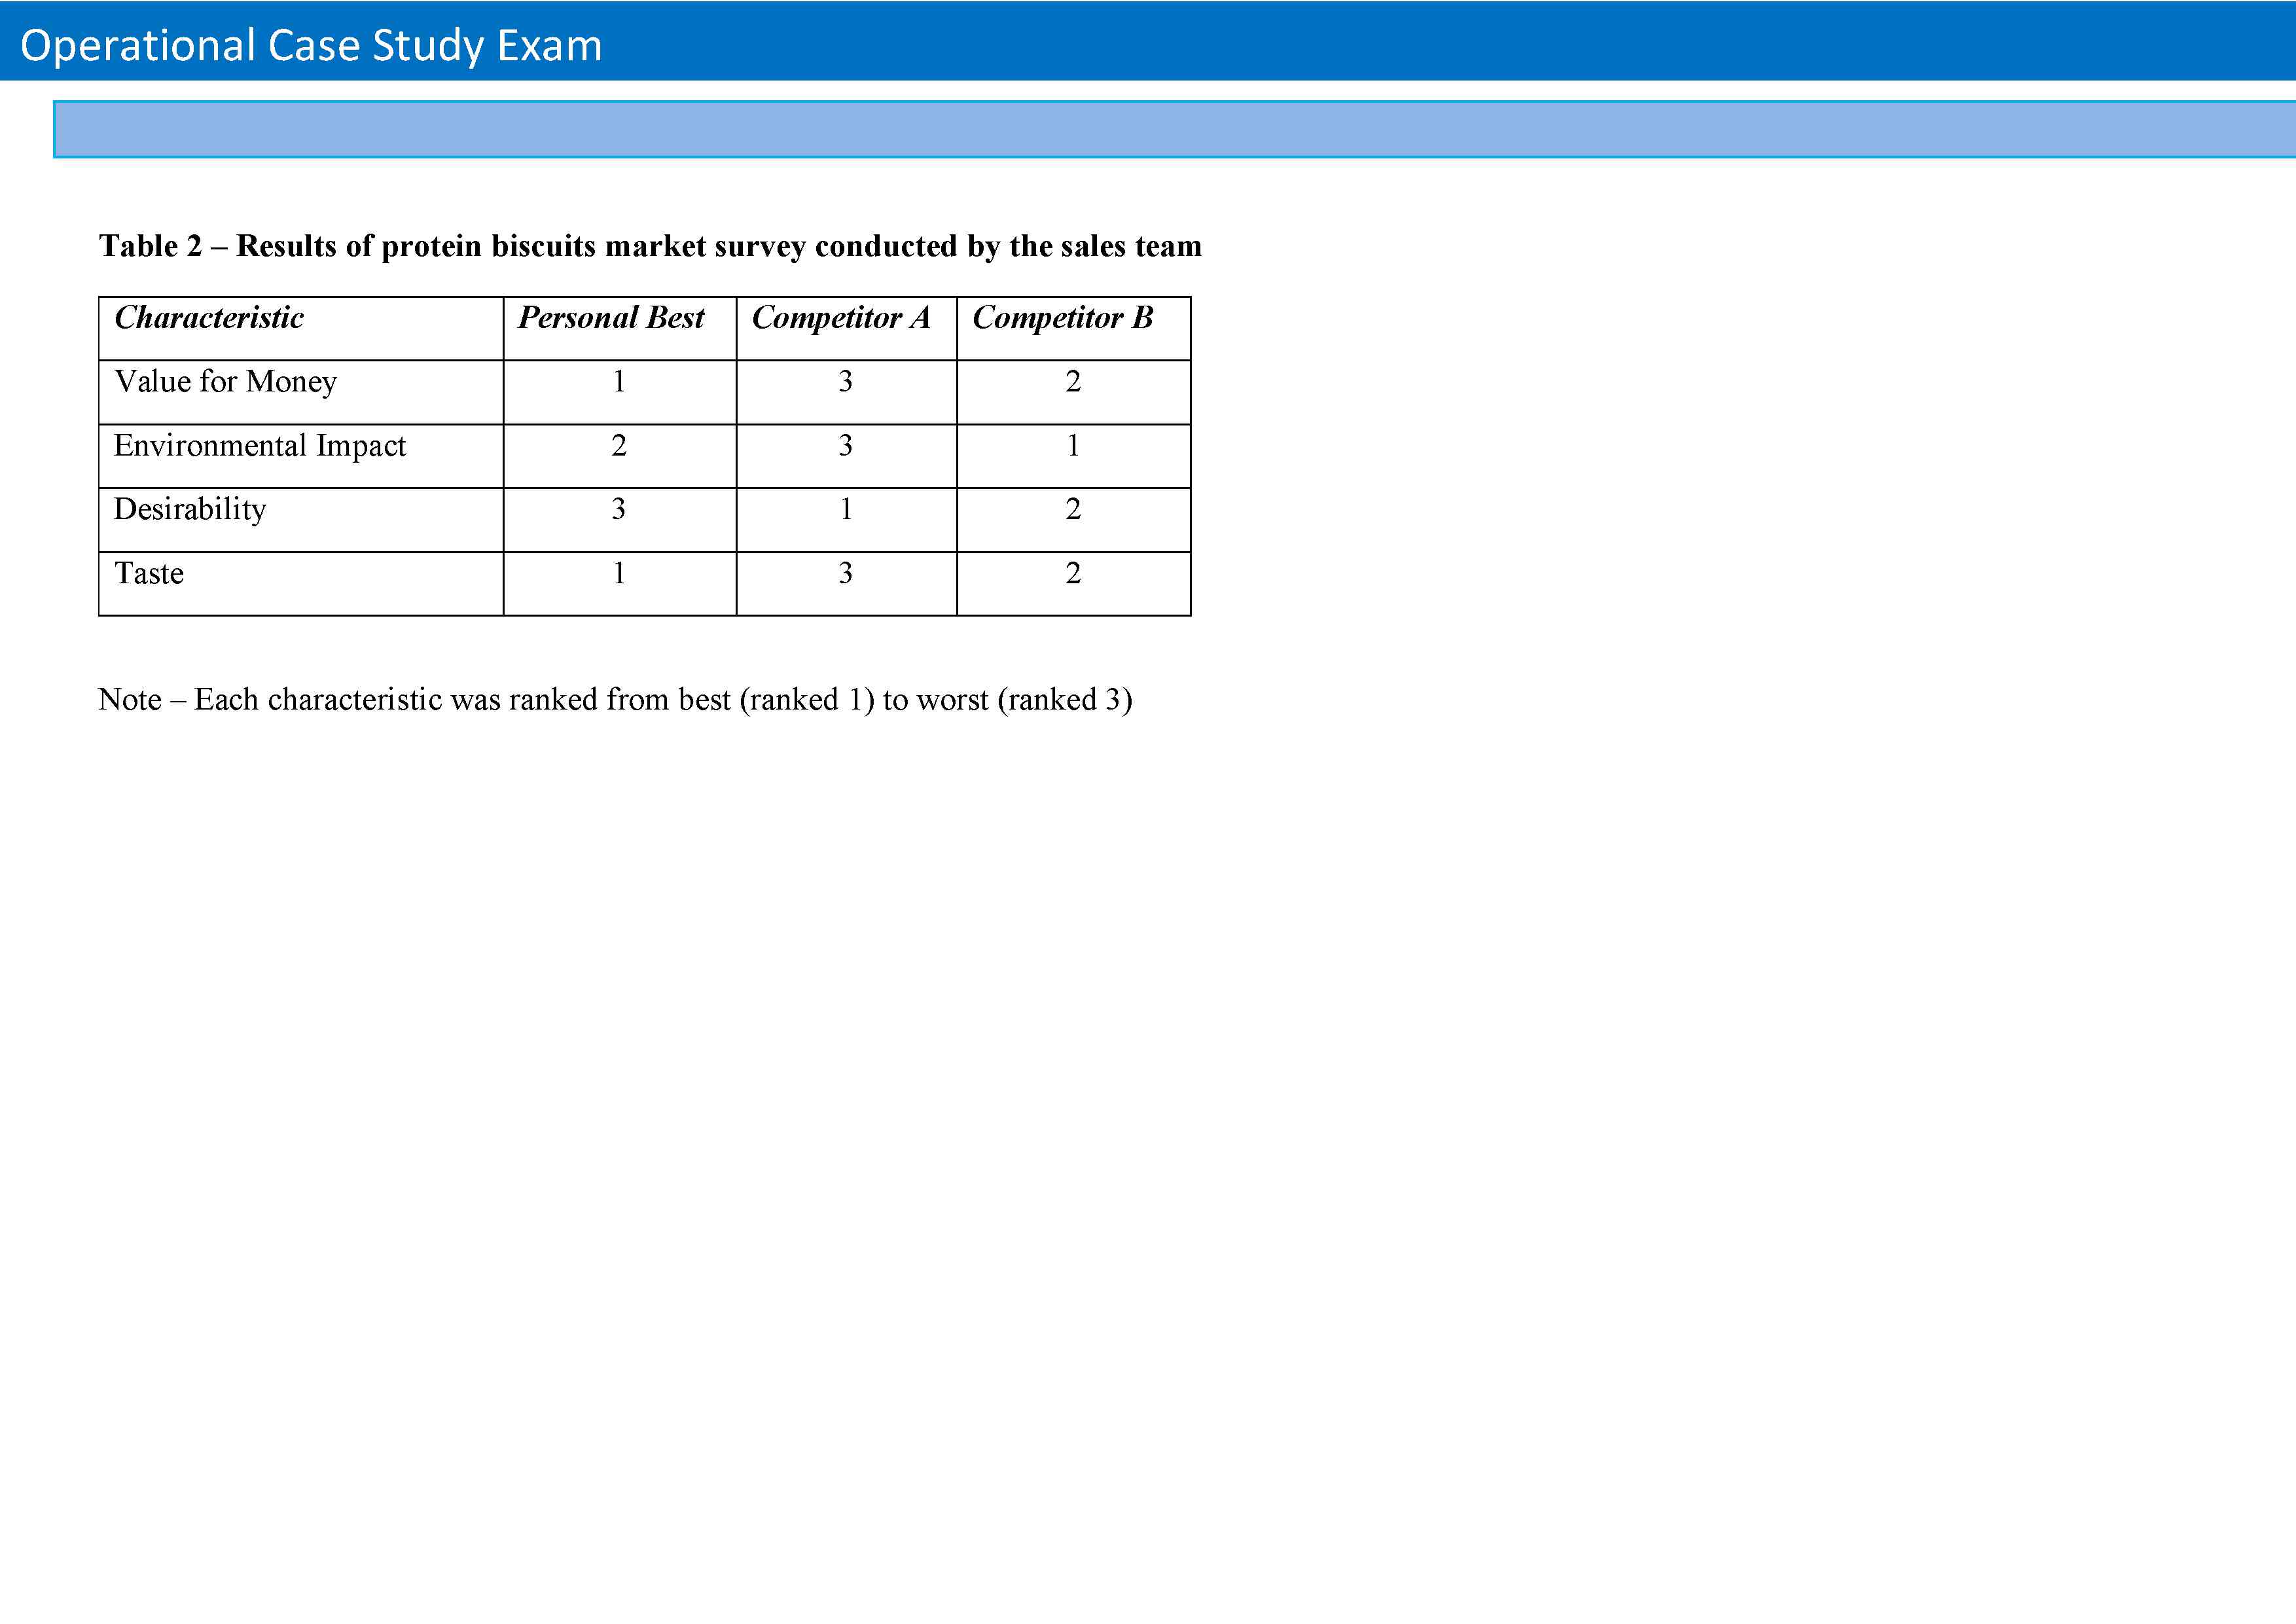 Operational Case Study Exam
Table 2 – Results of protein biscuits market survey conducted by the sales team
Characteristic Personal Best Competitor A Competitor B
Value for Money 1 3 2
Environmental Impact 2 3 1
Desirability 3 1 2
Taste 1 3 2
Note – Each characteristic was ranked from best (ranked 1) to worst (ranked 3)